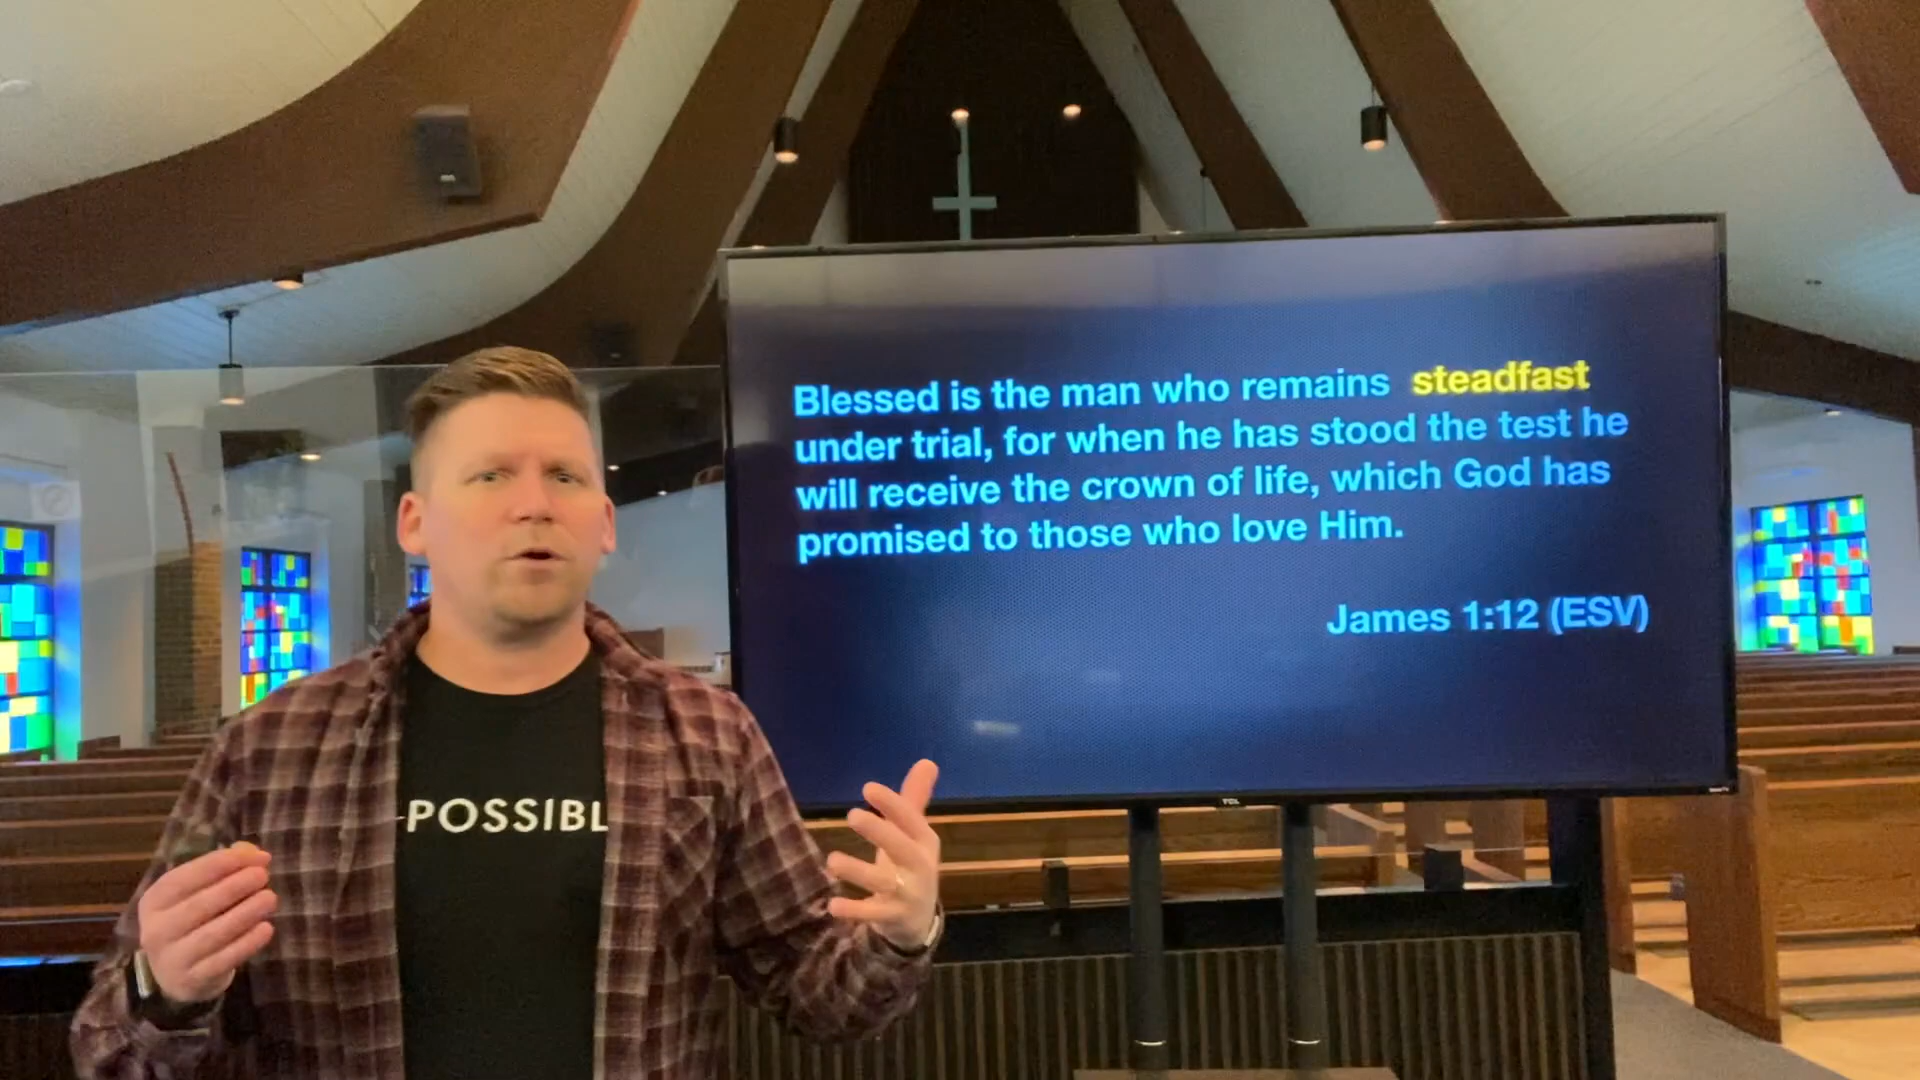 Blessed is the man who remains steadfast
under trial, for when he has stood the test he
will receive the crown of life, which God has
promised to those who love Him.
James 1:12 (ESV)
POSSIBL
TCL